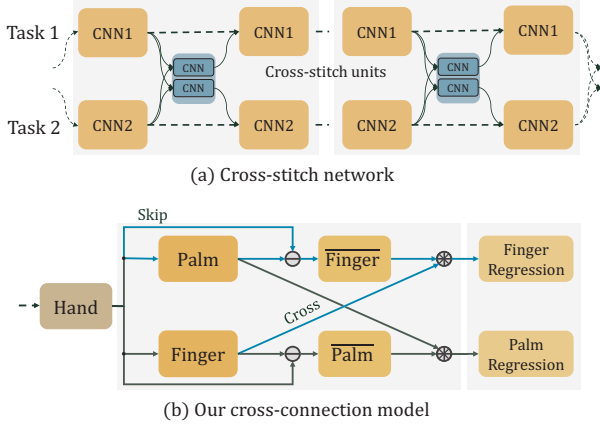 Task 1
CNN1
CNN1
CNN1
CNN1
CNN
CNN
Cross-stitch units
CNN
CNN
Task 2
CNN2
CNN2
CNN2
CNN2
(a) Cross-stitch network
Skip
Palm
Finger
Finger
Regression
Hand
Cross
Finger
Palm
Palm
Regression
(b) Our cross-connection model